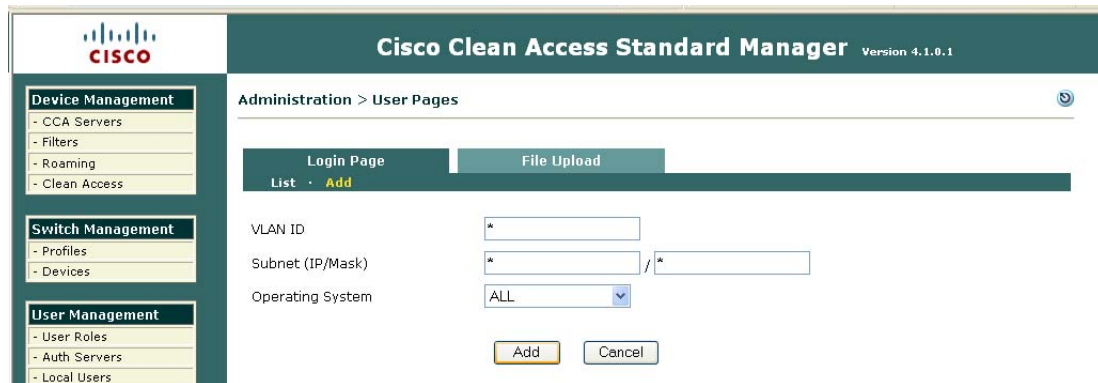 CISCO
Cisco Clean Access Standard Manager Version 4.1.0.1
Device Management
- CCA Servers
- Filters
- Roaming
- Clean Access
Switch Management
- Profiles
- Devices
User Management
- User Roles
- Auth Servers
- Local Users
Administration > User Pages
Login Page File Upload
List · Add
VLAN ID *
Subnet (IP/Mask) * / *
Operating System ALL
Add Cancel